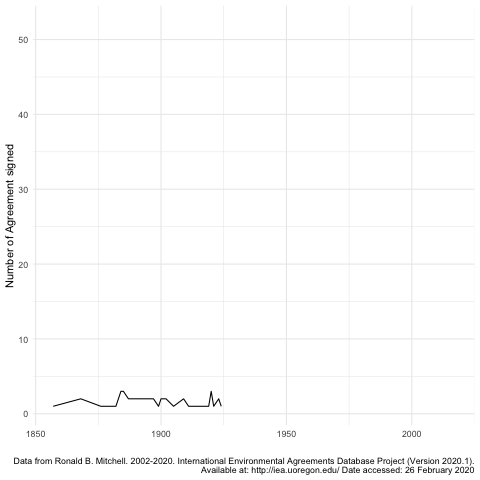 50
40
30
20
10
0
Number of Agreement signed
1850 1900 1950 2000
Data from Ronald B. Mitchell. 2002-2020. International Environmental Agreements Database Project (Version 2020.1).
Available at: http://iea.uoregon.edu/ Date accessed: 26 February 2020